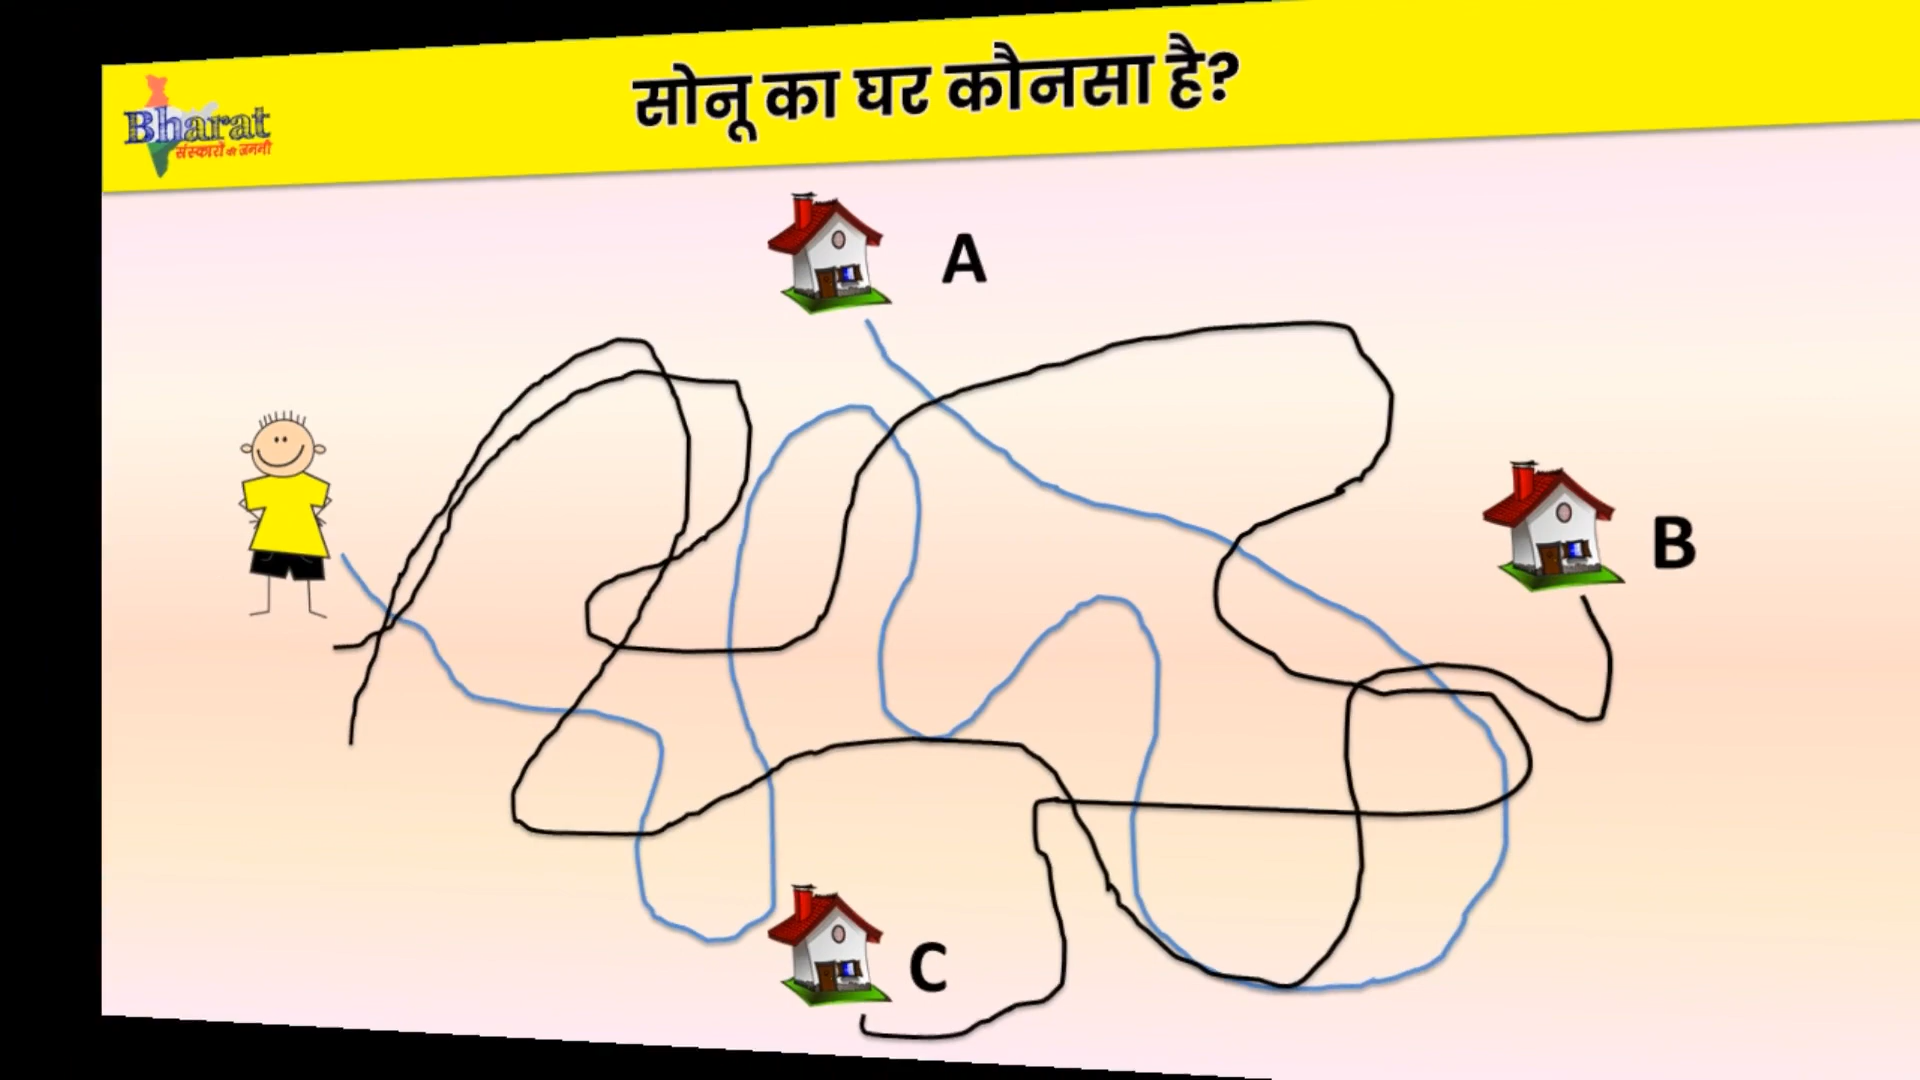 सोनू का घर कौनसा है?
Bharat
संस्कारों की जननी
A
B
C